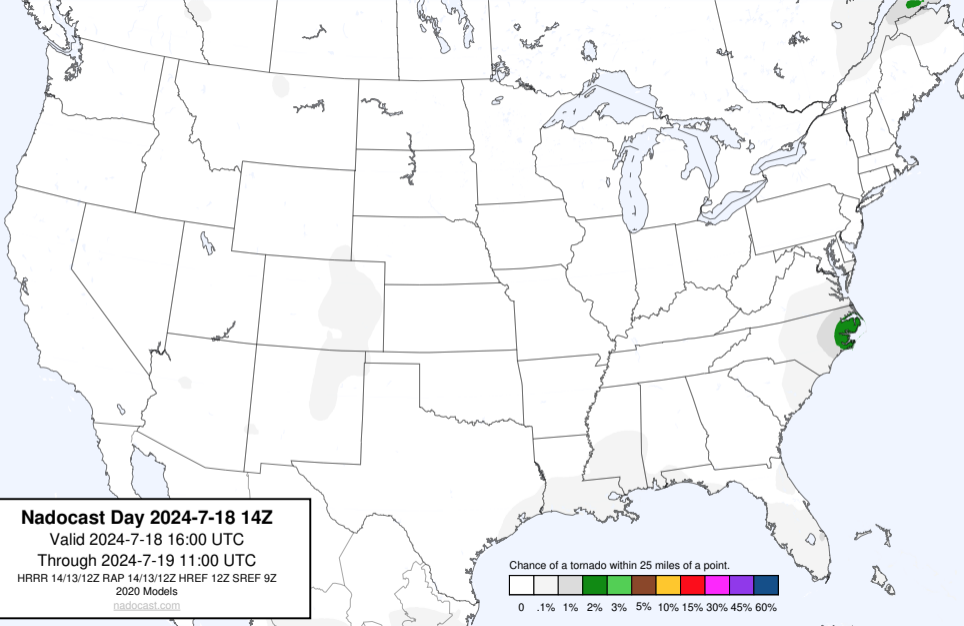 Nadocast Day 2024-7-18 14Z
Valid 2024-7-18 16:00 UTC
Through 2024-7-19 11:00 UTC
HRRR 14/13/12Z RAP 14/13/12Z HREF 12Z SREF 9Z
2020 Models
nadocast.com
Chance of a tornado within 25 miles of a point.
0 .1% 1% 2% 3% 5% 10% 15% 30% 45% 60%